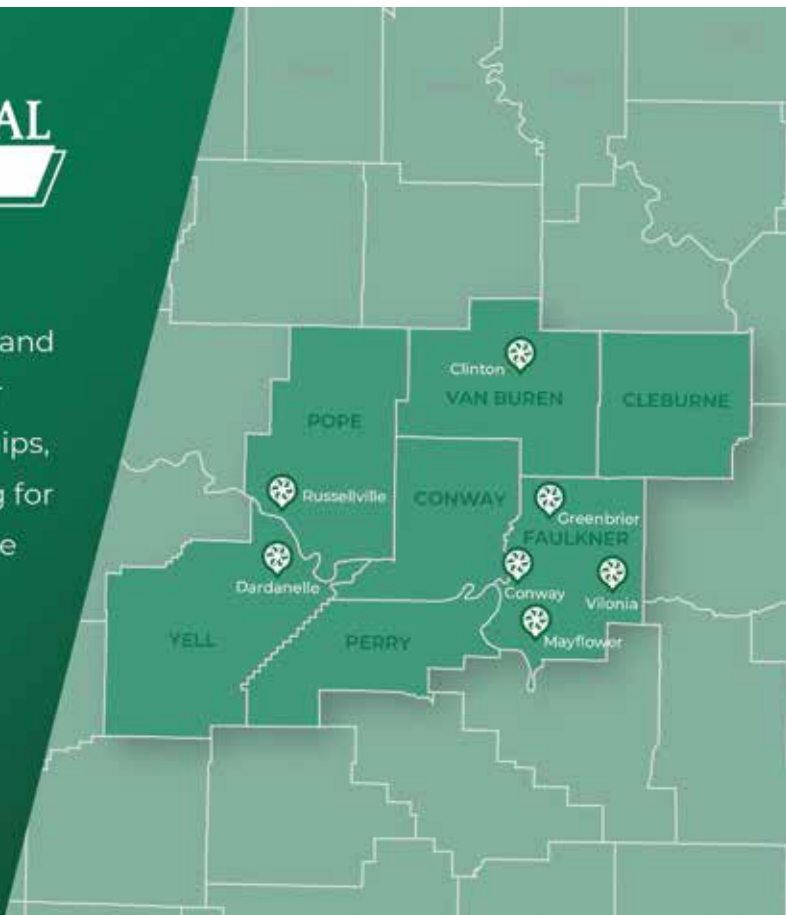 AL
and
ips,
g for
e
Clinton
VAN BUREN
CLEBURNE
POPE
Russellville
CONWAY
Greenbrier
FAULKNER
Dardanelle
Conway
Vilonia
Mayflower
YELL
PERRY